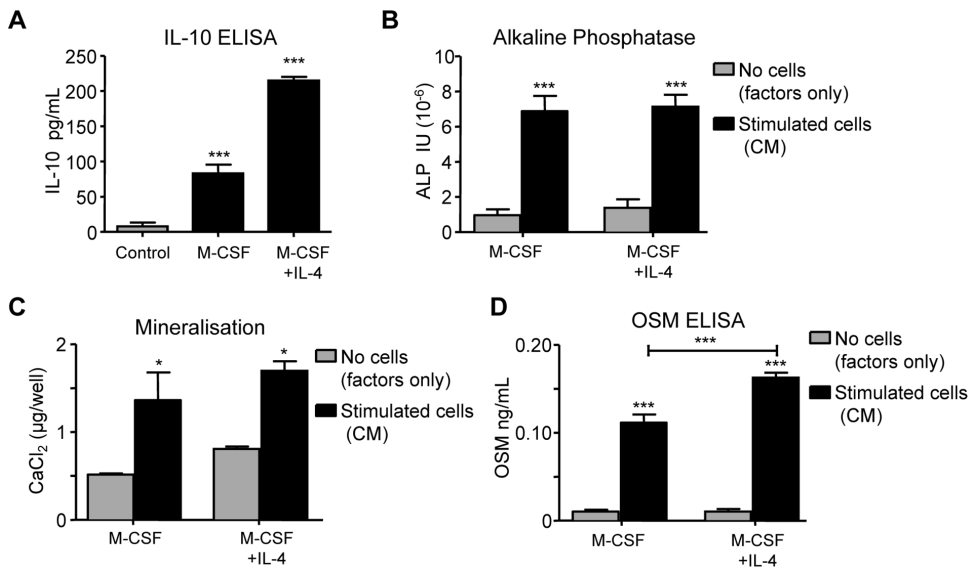 A
IL-10 ELISA
IL-10 pg/mL
250
200
150
100
50
0
***
***
Control
M-CSF
M-CSF
+IL-4
B
Alkaline Phosphatase
ALP IU (10⁻⁶)
10
8
6
4
2
0
***
***
M-CSF
M-CSF
+IL-4
No cells
(factors only)
Stimulated cells
(CM)
C
Mineralisation
CaCl₂ (µg/well)
2
1
0
*
*
M-CSF
M-CSF
+IL-4
No cells
(factors only)
Stimulated cells
(CM)
D
OSM ELISA
OSM ng/mL
0.20
0.10
0
***
***
***
M-CSF
M-CSF
+IL-4
No cells
(factors only)
Stimulated cells
(CM)